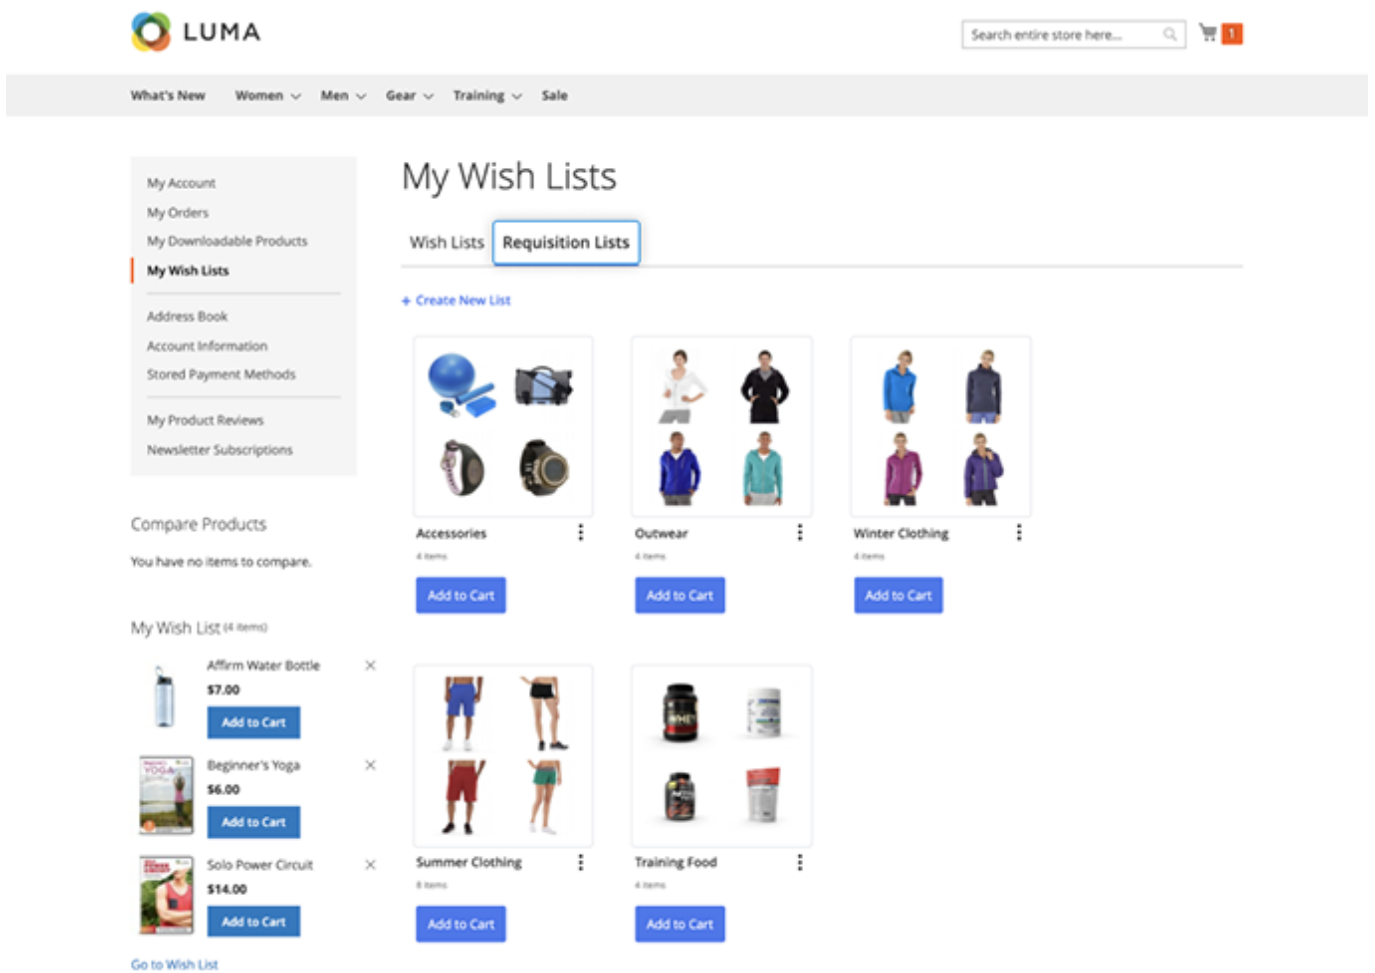 LUMA
Search entire store here...
1
What's New Women Men Gear Training Sale
My Account
My Orders
My Downloadable Products
My Wish Lists
Address Book
Account Information
Stored Payment Methods
My Product Reviews
Newsletter Subscriptions
Compare Products
You have no items to compare.
My Wish List (4 items)
Affirm Water Bottle
$7.00
Add to Cart
Beginner's Yoga
$6.00
Add to Cart
YOGA
Solo Power Circuit
$14.00
Add to Cart
Go to Wish List
My Wish Lists
Wish Lists Requisition Lists
+ Create New List
Accessories
4 items
Add to Cart
Outwear
4 items
Add to Cart
Winter Clothing
4 items
Add to Cart
Summer Clothing
8 items
Add to Cart
WHEY
Training Food
4 items
Add to Cart